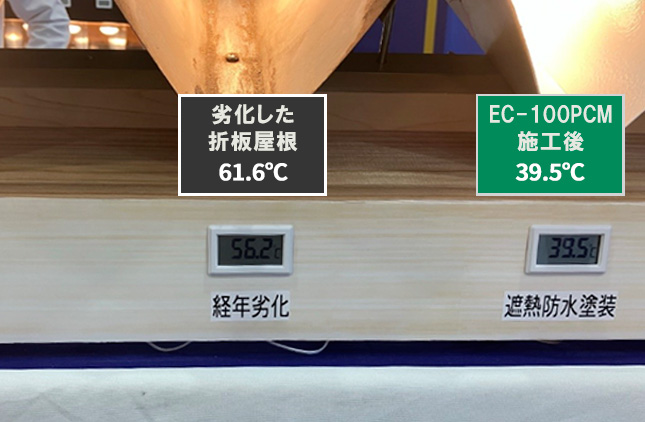 劣化した
折板屋根
61.6℃
EC-100PCM
施工後
39.5℃
56.2℃
39.5℃
経年劣化
遮熱防水塗装